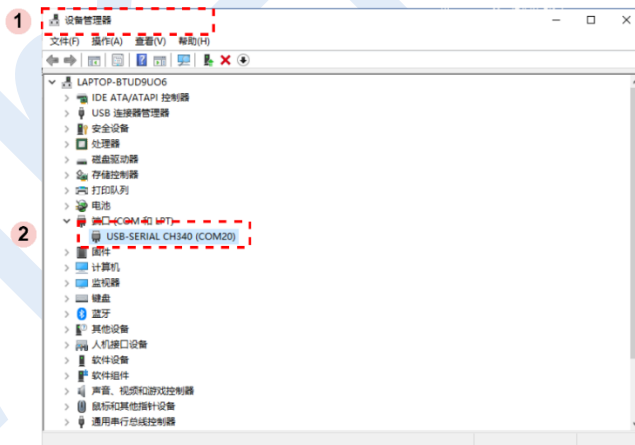 1
设备管理器
文件(F) 操作(A) 查看(V) 帮助(H)
LAPTOP-BTUD9UO6
IDE ATA/ATAPI 控制器
USB 连接器管理器
安全设备
处理器
磁盘驱动器
存储控制器
打印队列
电池
端口 (COM 和 LPT)
2
USB-SERIAL CH340 (COM20)
固件
计算机
监视器
键盘
蓝牙
其他设备
人机接口设备
软件设备
软件组件
声音、视频和游戏控制器
鼠标和其他指针设备
通用串行总线控制器